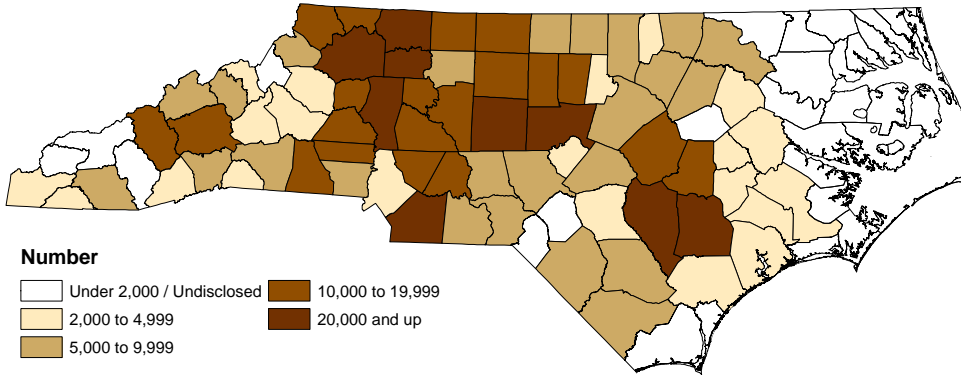 Number
Under 2,000 / Undisclosed
2,000 to 4,999
5,000 to 9,999
10,000 to 19,999
20,000 and up